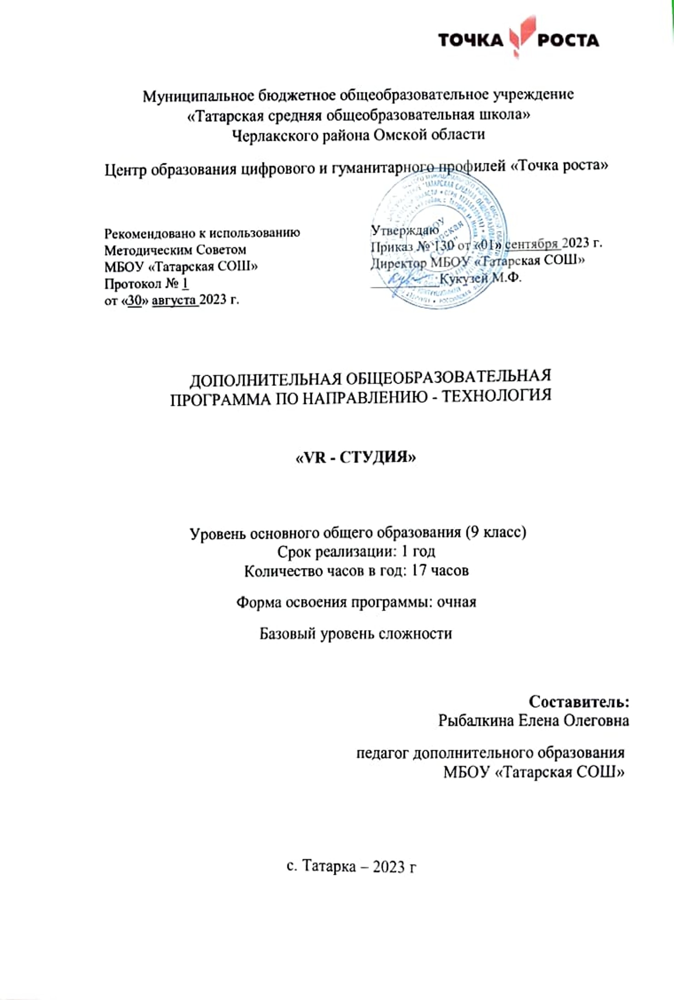 ТОЧКА РОСТА
Муниципальное бюджетное общеобразовательное учреждение
«Татарская средняя общеобразовательная школа»
Черлакского района Омской области
Центр образования цифрового и гуманитарного профилей «Точка роста»
Рекомендовано к использованию
Методическим Советом
МБОУ «Татарская СОШ»
Протокол № 1
от «30» августа 2023 г.
Утверждаю
Приказ № 130 от «01» сентября 2023 г.
Директор МБОУ «Татарская СОШ»
Кукузей М.Ф.
ДОПОЛНИТЕЛЬНАЯ ОБЩЕОБРАЗОВАТЕЛЬНАЯ
ПРОГРАММА ПО НАПРАВЛЕНИЮ - ТЕХНОЛОГИЯ
«VR - СТУДИЯ»
Уровень основного общего образования (9 класс)
Срок реализации: 1 год
Количество часов в год: 17 часов
Форма освоения программы: очная
Базовый уровень сложности
Составитель:
Рыбалкина Елена Олеговна
педагог дополнительного образования
МБОУ «Татарская СОШ»
с. Татарка – 2023 г